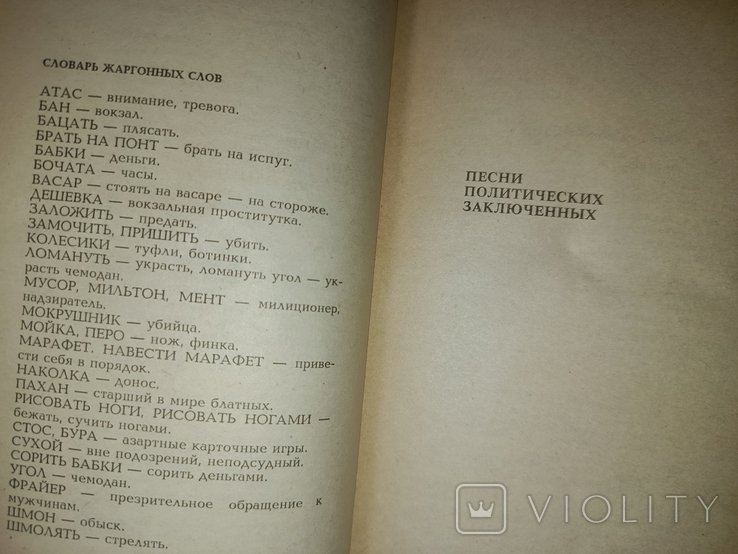 СЛОВАРЬ ЖАРГОННЫХ СЛОВ
АТАС — внимание, тревога.
БАН — вокзал.
БАЦАТЬ — плясать.
БРАТЬ НА ПОНТ — брать на испуг.
БАБКИ — деньги.
БОЧАТА — часы.
ВАСАР — стоять на васаре — на стороже.
ДЕШЕВКА — вокзальная проститутка.
ЗАЛОЖИТЬ — предать.
ЗАМОЧИТЬ, ПРИШИТЬ — убить.
КОЛЕСИКИ — туфли, ботинки.
ЛОМАНУТЬ — украсть, ломануть угол — ук-
расть чемодан.
МУСОР, МИЛЬТОН, МЕНТ — милиционер,
надзиратель.
МОКРУШНИК — убийца.
МОЙКА, ПЕРО — нож, финка.
МАРАФЕТ, НАВЕСТИ МАРАФЕТ — приве-
сти себя в порядок.
НАКОЛКА — донос.
ПАХАН — старший в мире блатных.
РИСОВАТЬ НОГИ, РИСОВАТЬ НОГАМИ —
бежать, сучить ногами.
СТОС, БУРА — азартные карточные игры.
СУХОЙ — вне подозрений, неподсудный.
СОРИТЬ БАБКИ — сорить деньгами.
УГОЛ — чемодан.
ФРАЙЕР — презрительное обращение к
мужчинам.
ШМОН — обыск.
ШМОЛЯТЬ — стрелять.
ПЕСНИ
ПОЛИТИЧЕСКИХ
ЗАКЛЮЧЕННЫХ
VIOLITY